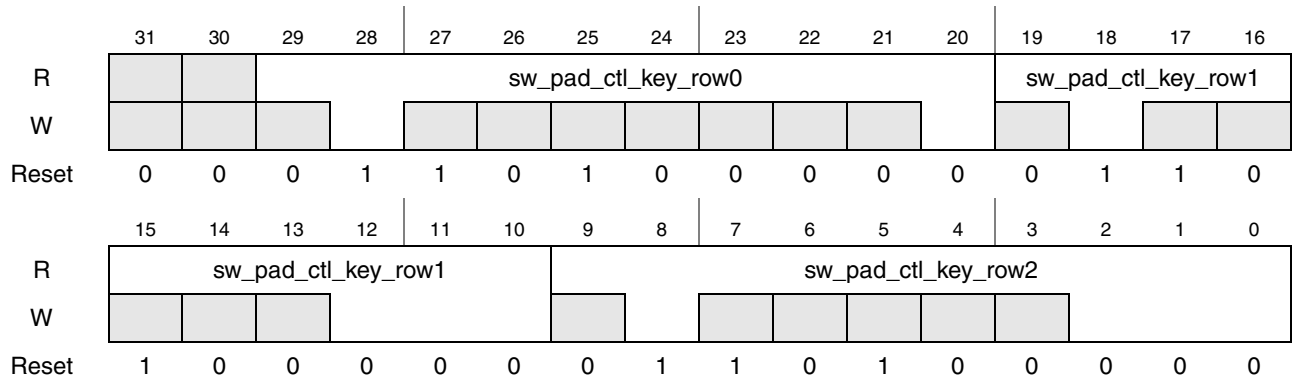 31 30 29 28 27 26 25 24 23 22 21 20 19 18 17 16
R sw_pad_ctl_key_row0 sw_pad_ctl_key_row1
W
Reset 0 0 0 1 1 0 1 0 0 0 0 0 0 1 1 0
15 14 13 12 11 10 9 8 7 6 5 4 3 2 1 0
R sw_pad_ctl_key_row1 sw_pad_ctl_key_row2
W
Reset 1 0 0 0 0 0 0 1 1 0 1 0 0 0 0 0